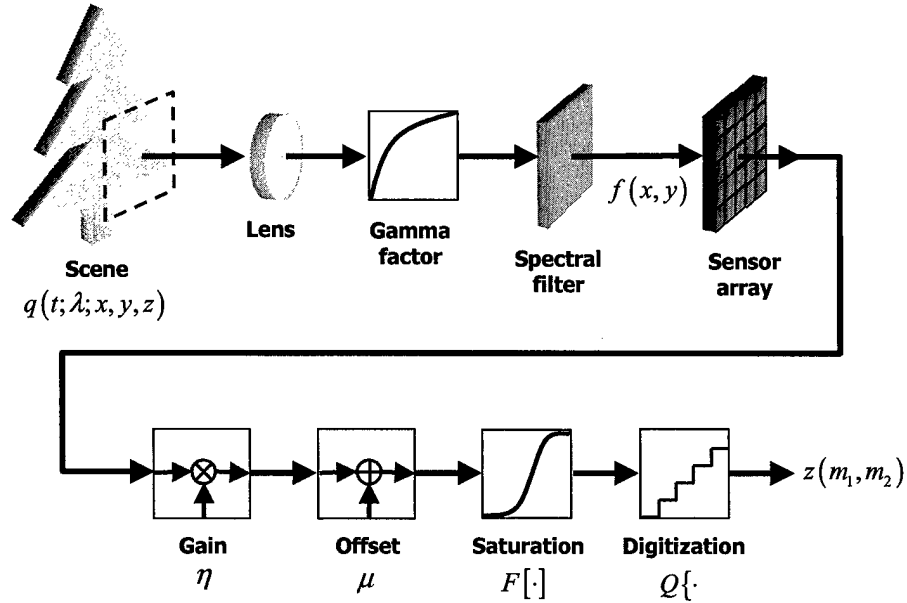 Scene
q(t; λ; x, y, z)
Lens
Gamma
factor
Spectral
filter
f(x, y)
Sensor
array
Gain
η
Offset
μ
Saturation
F[·]
Digitization
Q{·
z(m₁, m₂)